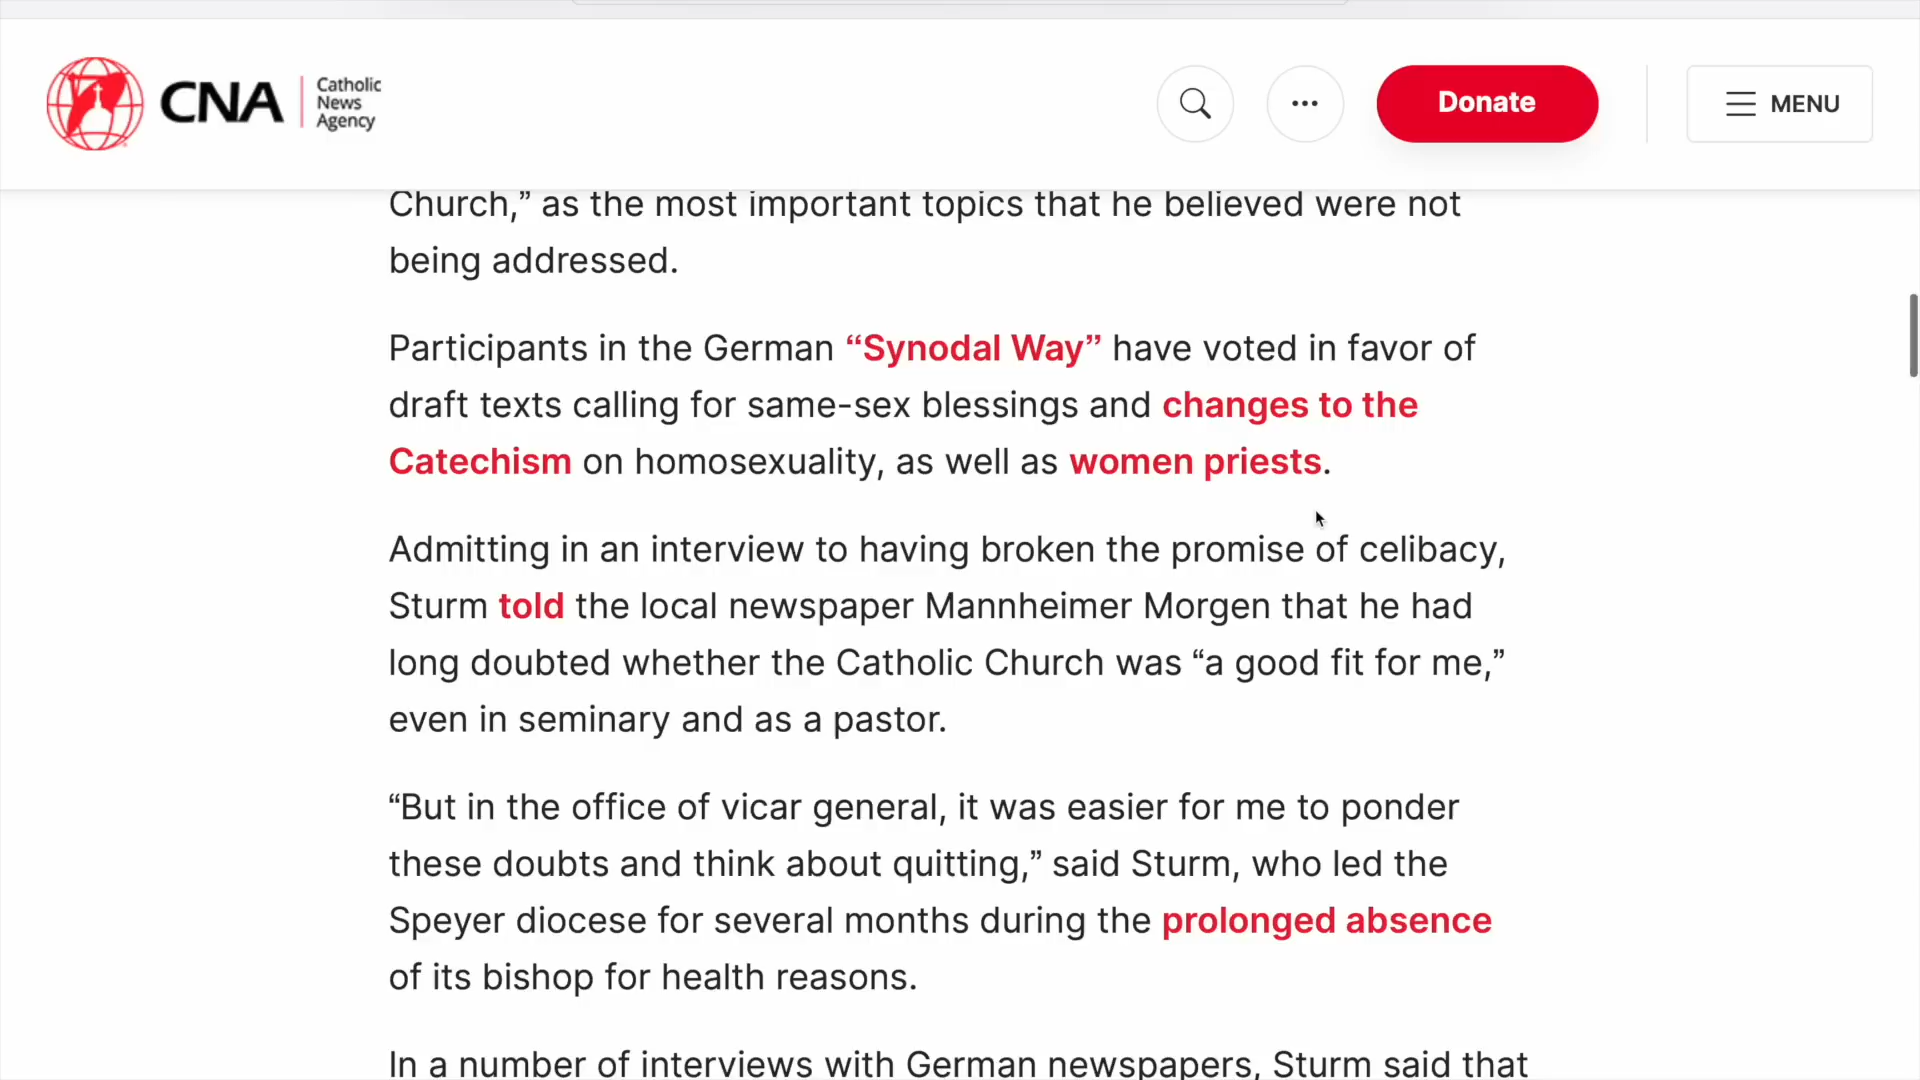 CNA
Catholic
News
Agency
Donate
MENU
Church,” as the most important topics that he believed were not
being addressed.
Participants in the German “Synodal Way” have voted in favor of
draft texts calling for same-sex blessings and changes to the
Catechism on homosexuality, as well as women priests.
Admitting in an interview to having broken the promise of celibacy,
Sturm told the local newspaper Mannheimer Morgen that he had
long doubted whether the Catholic Church was “a good fit for me,”
even in seminary and as a pastor.
“But in the office of vicar general, it was easier for me to ponder
these doubts and think about quitting,” said Sturm, who led the
Speyer diocese for several months during the prolonged absence
of its bishop for health reasons.
In a number of interviews with German newspapers, Sturm said that